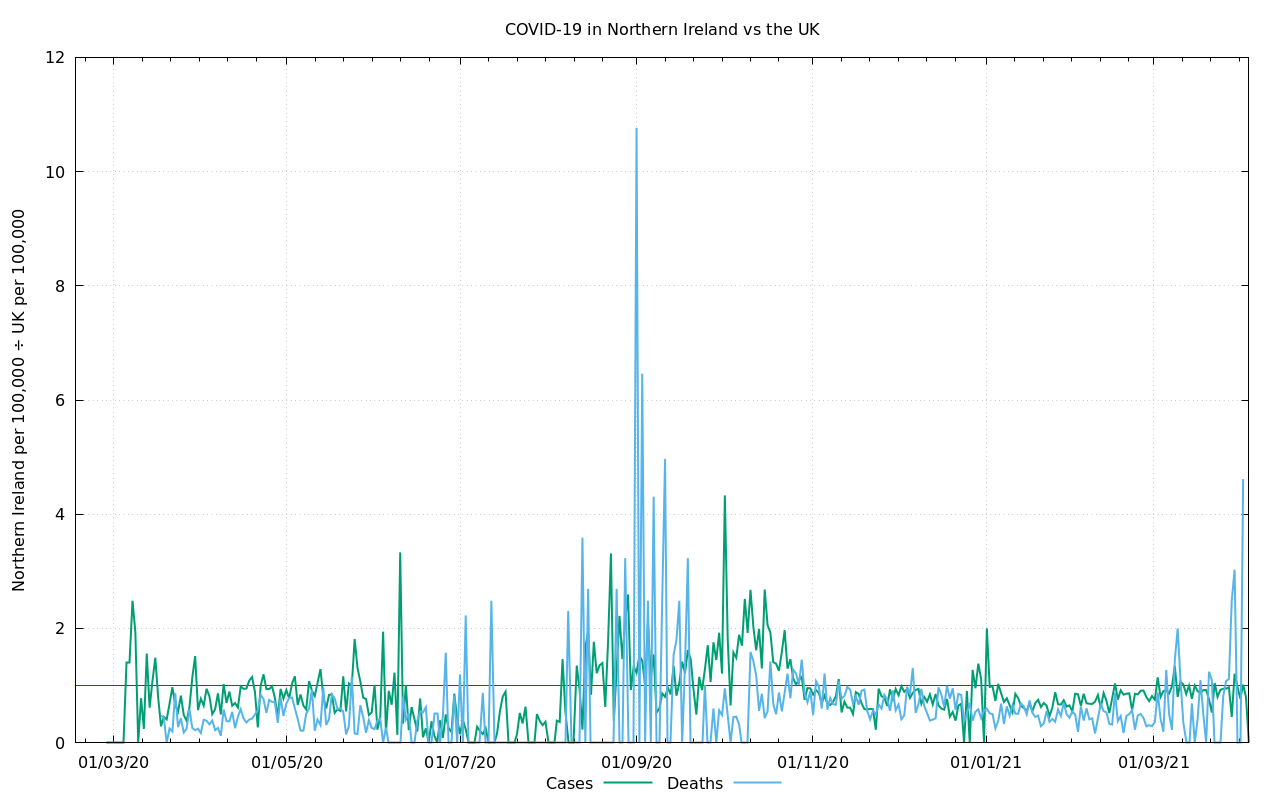 COVID-19 in Northern Ireland vs the UK
Northern Ireland per 100,000 ÷ UK per 100,000
12
10
8
6
4
2
0
01/03/20 01/05/20 01/07/20 01/09/20 01/11/20 01/01/21 01/03/21
Cases Deaths